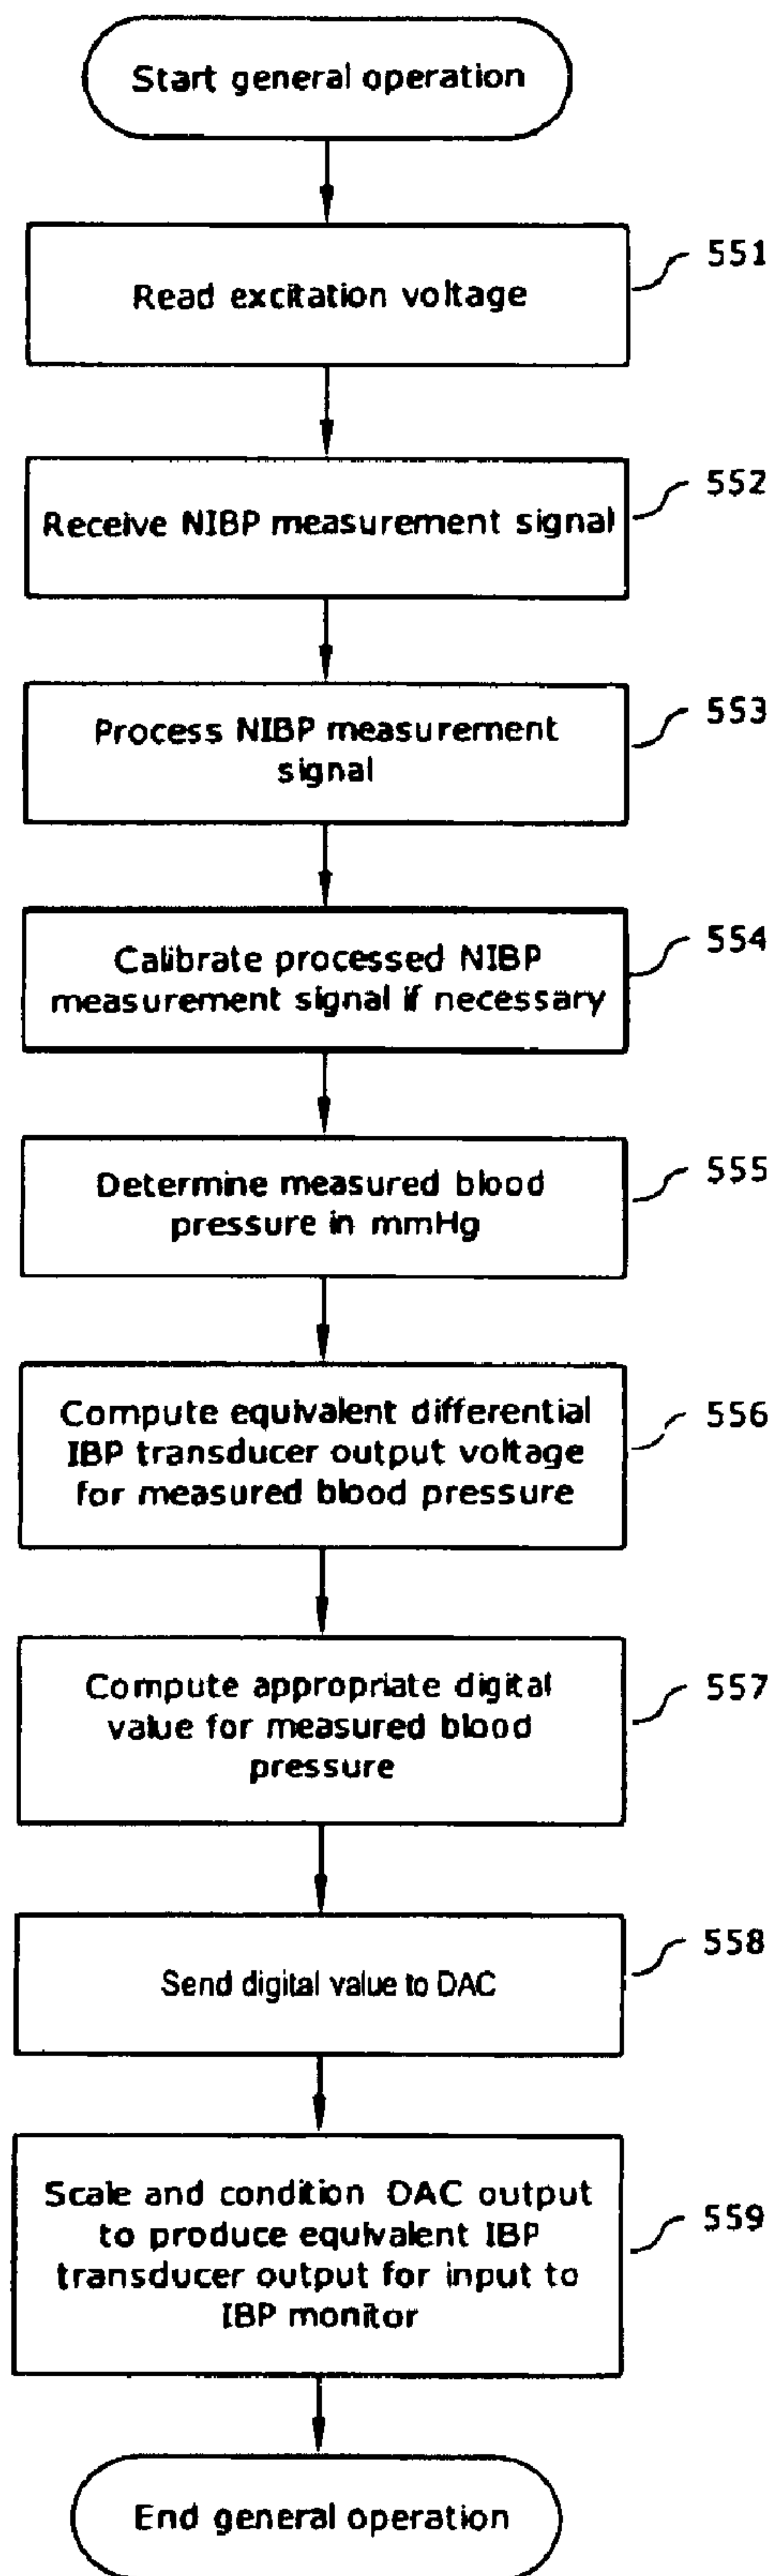 Start general operation
551
Read excitation voltage
552
Receive NIBP measurement signal
553
Process NIBP measurement
signal
554
Calibrate processed NIBP
measurement signal if necessary
555
Determine measured blood
pressure in mmHg
556
Compute equivalent differential
IBP transducer output voltage
for measured blood pressure
557
Compute appropriate digital
value for measured blood
pressure
558
Send digital value to DAC
559
Scale and condition DAC output
to produce equivalent IBP
transducer output for input to
IBP monitor
End general operation